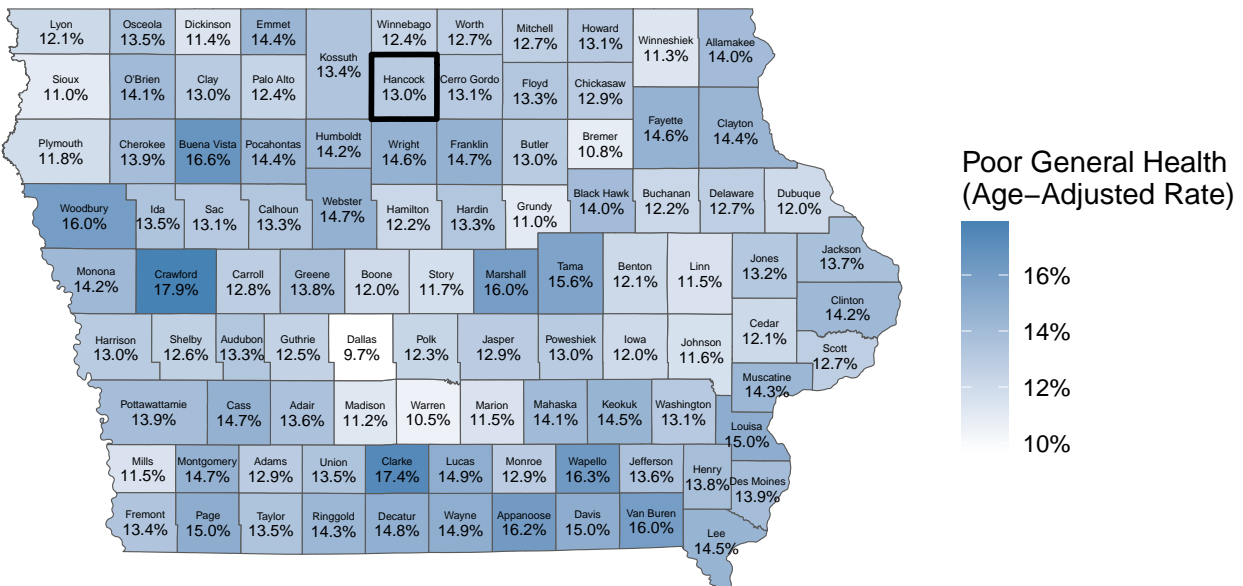 Lyon
12.1%
Osceola
13.5%
Dickinson
11.4%
Emmet
14.4%
Kossuth
13.4%
Winnebago
12.4%
Worth
12.7%
Mitchell
12.7%
Howard
13.1%
Winneshiek
11.3%
Allamakee
14.0%
Sioux
11.0%
O'Brien
14.1%
Clay
13.0%
Palo Alto
12.4%
Hancock
13.0%
Cerro Gordo
13.1%
Floyd
13.3%
Chickasaw
12.9%
Fayette
14.6%
Clayton
14.4%
Plymouth
11.8%
Cherokee
13.9%
Buena Vista
16.6%
Pocahontas
14.4%
Humboldt
14.2%
Wright
14.6%
Franklin
14.7%
Butler
13.0%
Bremer
10.8%
Woodbury
16.0%
Ida
13.5%
Sac
13.1%
Calhoun
13.3%
Webster
14.7%
Hamilton
12.2%
Hardin
13.3%
Grundy
11.0%
Black Hawk
14.0%
Buchanan
12.2%
Delaware
12.7%
Dubuque
12.0%
Monona
14.2%
Crawford
17.9%
Carroll
12.8%
Greene
13.8%
Boone
12.0%
Story
11.7%
Marshall
16.0%
Tama
15.6%
Benton
12.1%
Linn
11.5%
Jones
13.2%
Jackson
13.7%
Clinton
14.2%
Harrison
13.0%
Shelby
12.6%
Audubon
13.3%
Guthrie
12.5%
Dallas
9.7%
Polk
12.3%
Jasper
12.9%
Poweshiek
13.0%
Iowa
12.0%
Johnson
11.6%
Cedar
12.1%
Scott
12.7%
Muscatine
14.3%
Pottawattamie
13.9%
Cass
14.7%
Adair
13.6%
Madison
11.2%
Warren
10.5%
Marion
11.5%
Mahaska
14.1%
Keokuk
14.5%
Washington
13.1%
Louisa
15.0%
Mills
11.5%
Montgomery
14.7%
Adams
12.9%
Union
13.5%
Clarke
17.4%
Lucas
14.9%
Monroe
12.9%
Wapello
16.3%
Jefferson
13.6%
Henry
13.8%
Des Moines
13.9%
Fremont
13.4%
Page
15.0%
Taylor
13.5%
Ringgold
14.3%
Decatur
14.8%
Wayne
14.9%
Appanoose
16.2%
Davis
15.0%
Van Buren
16.0%
Lee
14.5%
Poor General Health
(Age−Adjusted Rate)
16%
14%
12%
10%